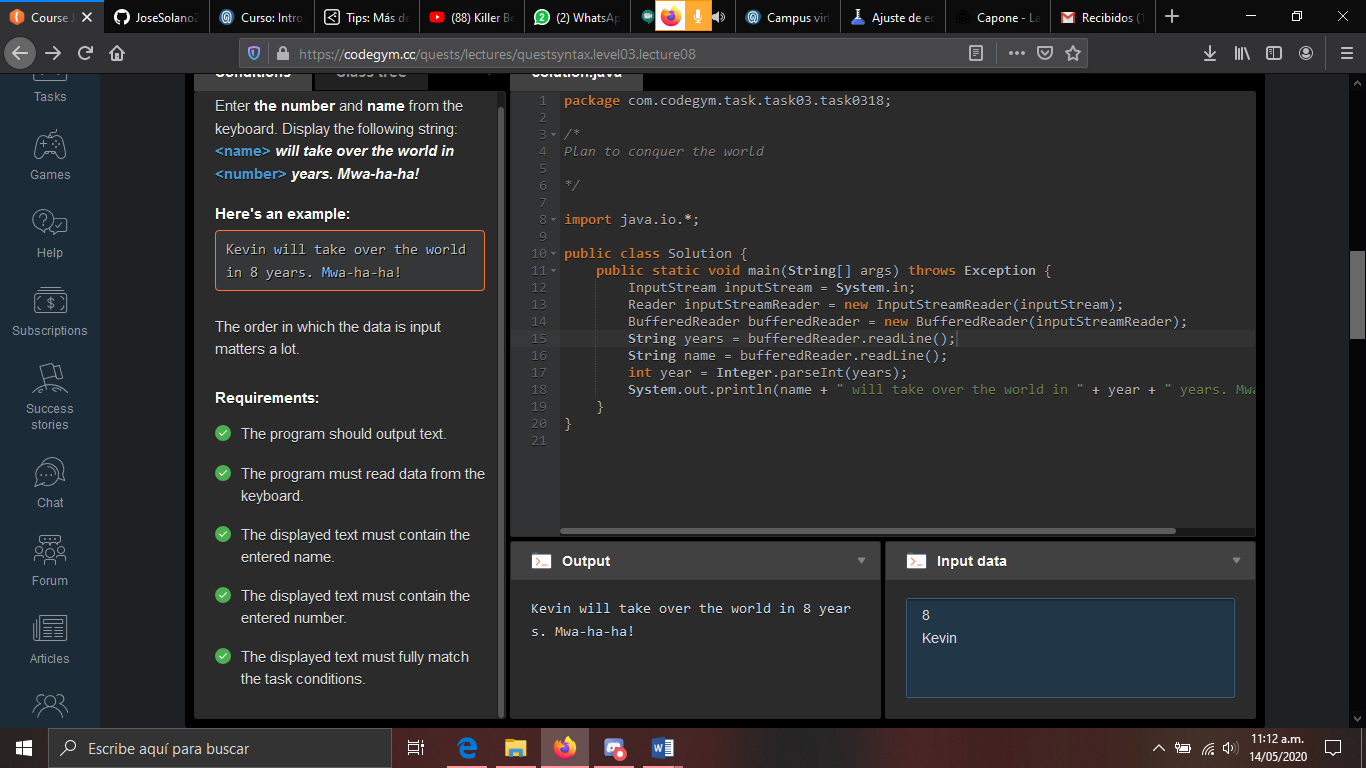 Course J
JoseSolano2
Curso: Intro
Tips: Más de
(88) Killer Be
(2) WhatsAp
Campus virt
Ajuste de ec
Capone - La
Recibidos (1
https://codegym.cc/quests/lectures/questsyntax.level03.lecture08
Tasks
Games
Help
Subscriptions
Success
stories
Chat
Forum
Articles
Conditions
Class tree
Enter the number and name from the
keyboard. Display the following string:
<name> will take over the world in
<number> years. Mwa-ha-ha!
Here's an example:
Kevin will take over the world
in 8 years. Mwa-ha-ha!
The order in which the data is input
matters a lot.
Requirements:
The program should output text.
The program must read data from the
keyboard.
The displayed text must contain the
entered name.
The displayed text must contain the
entered number.
The displayed text must fully match
the task conditions.
solution.java
1 package com.codegym.task.task03.task0318;
2
3 /*
4 Plan to conquer the world
5
6 */
7
8 import java.io.*;
9
10 public class Solution {
11 public static void main(String[] args) throws Exception {
12 InputStream inputStream = System.in;
13 Reader inputStreamReader = new InputStreamReader(inputStream);
14 BufferedReader bufferedReader = new BufferedReader(inputStreamReader);
15 String years = bufferedReader.readLine();
16 String name = bufferedReader.readLine();
17 int year = Integer.parseInt(years);
18 System.out.println(name + " will take over the world in " + year + " years. Mwa
19 }
20 }
21
Output
Kevin will take over the world in 8 year
s. Mwa-ha-ha!
Input data
8
Kevin
Escribe aquí para buscar
11:12 a.m.
14/05/2020